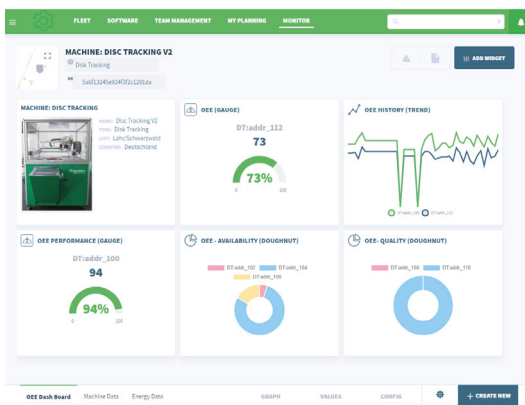 FLEET SOFTWARE TEAM MANAGEMENT MY PLANNING MONITOR
MACHINE: DISC TRACKING V2
Disk Tracking
5a6f13245e924f3f2c1291da
ADD WIDGET
MACHINE: DISC TRACKING
NAME: Disc Tracking V2
TYPE: Disk Tracking
CITY: Lahr/Schwarzwald
COUNTRY: Deutschland
OEE (GAUGE)
DT:addr_112
73
73%
0 100
OEE HISTORY (TREND)
DT:addr_100 DT:addr_112
OEE PERFORMANCE (GAUGE)
DT:addr_100
94
94%
0 100
OEE - AVAILABILITY (DOUGHNUT)
DT:addr_102 DT:addr_104
DT:addr_106
OEE- QUALITY (DOUGHNUT)
DT:addr_108 DT:addr_110
OEE Dash Board Machine Data Energy Data GRAPH VALUES CONFIG + CREATE NEW